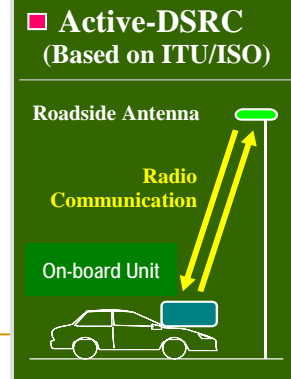 Active-DSRC
(Based on ITU/ISO)
Roadside Antenna
Radio
Communication
On-board Unit